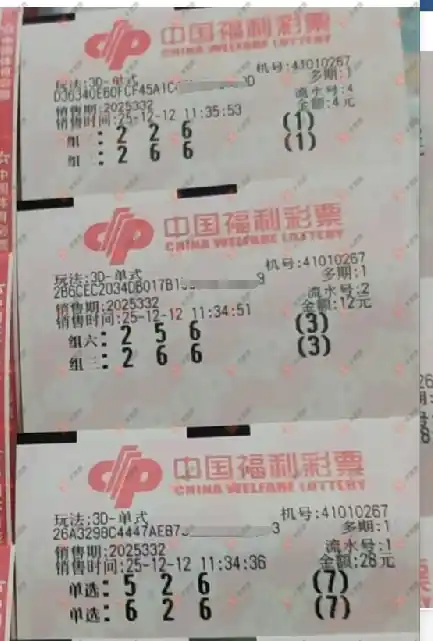 中国福利彩票
CHINA WELFARE LOTTERY
玩法:3D-单式 机号:41010267
D36340E60FCF45A1C 多期:1
销售期:2025332 流水号:4
销售时间:25-12-12 11:35:53 金额:4元
组三: 2 2 6 (1)
组三: 2 6 6 (1)
中国福利彩票
CHINA WELFARE LOTTERY
玩法:3D-单式 机号:41010267
2B6CEC2034DB017B1 9 多期:1
销售期:2025332 流水号:2
销售时间:25-12-12 11:34:51 金额:12元
组六: 2 5 6 (3)
组三: 2 6 6 (3)
中国福利彩票
CHINA WELFARE LOTTERY
玩法:3D-单式 机号:41010267
26A3298C4447AEB7 3 多期:1
销售期:2025332 流水号:1
销售时间:25-12-12 11:34:36 金额:28元
单选: 5 2 6 (7)
单选: 6 2 6 (7)